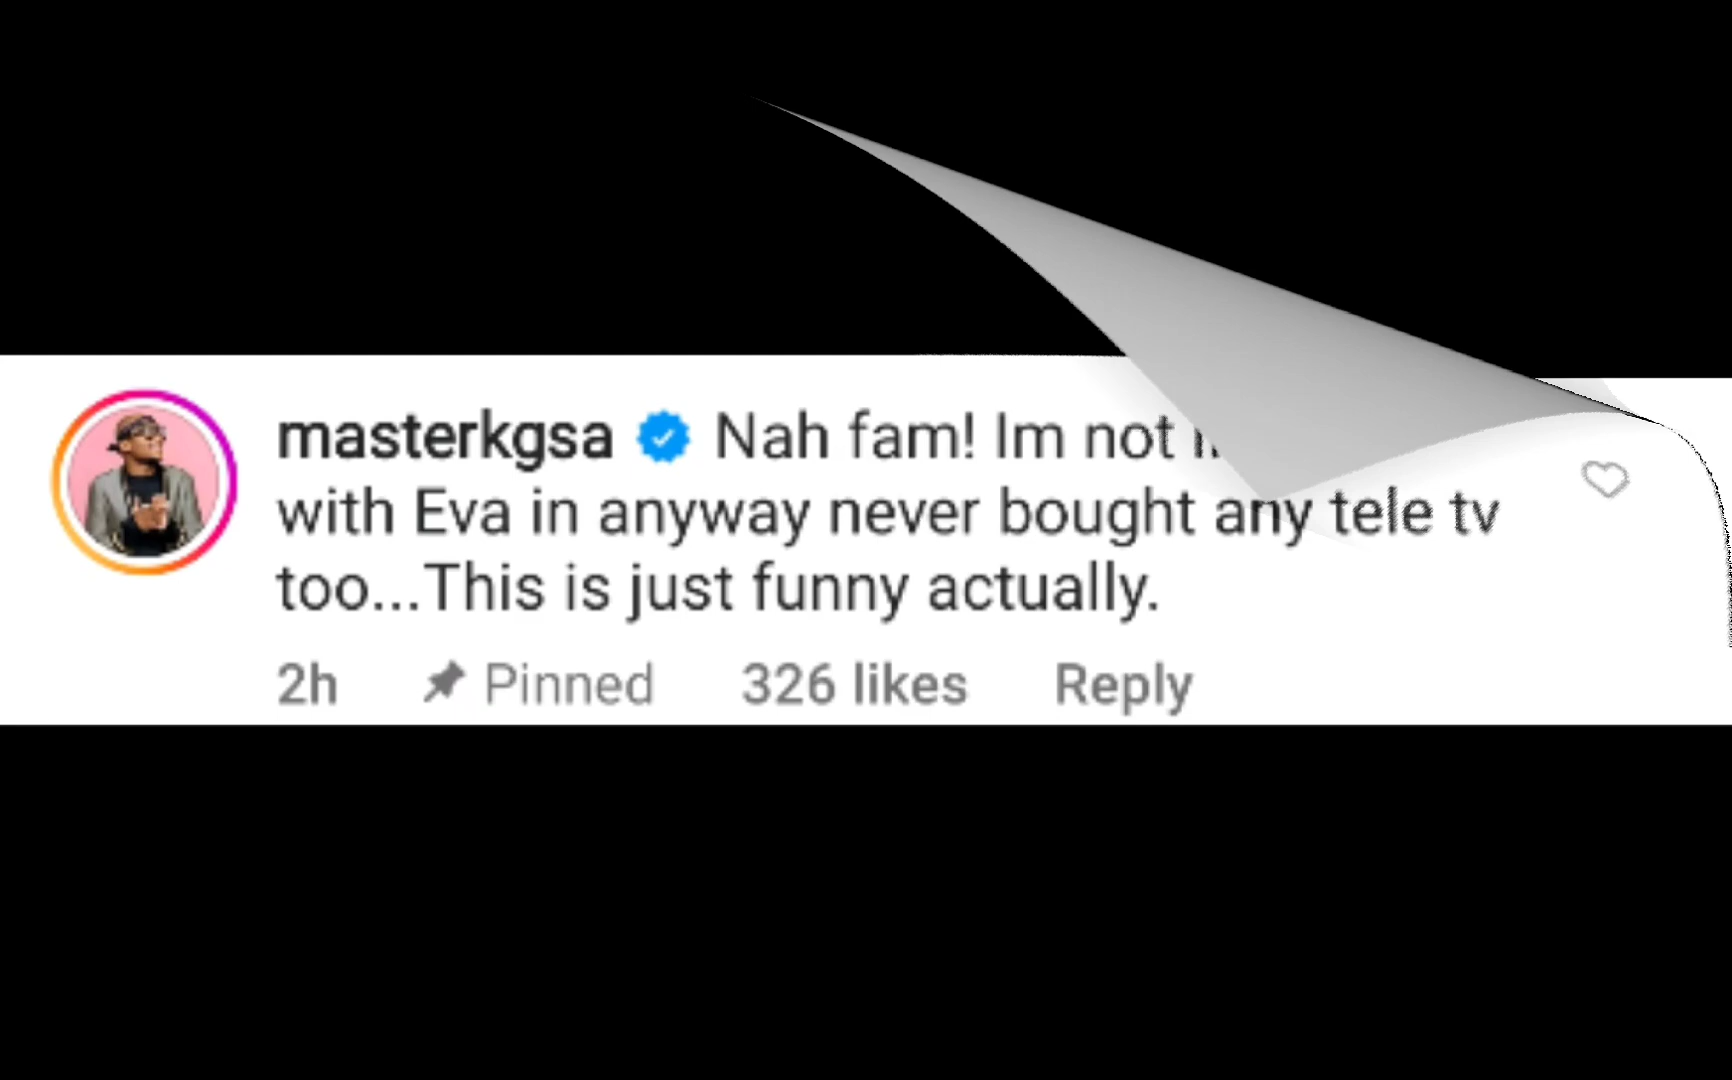 masterkgsa Nah fam! Im not
with Eva in anyway never bought any tele tv
too...This is just funny actually.
2h Pinned 326 likes Reply